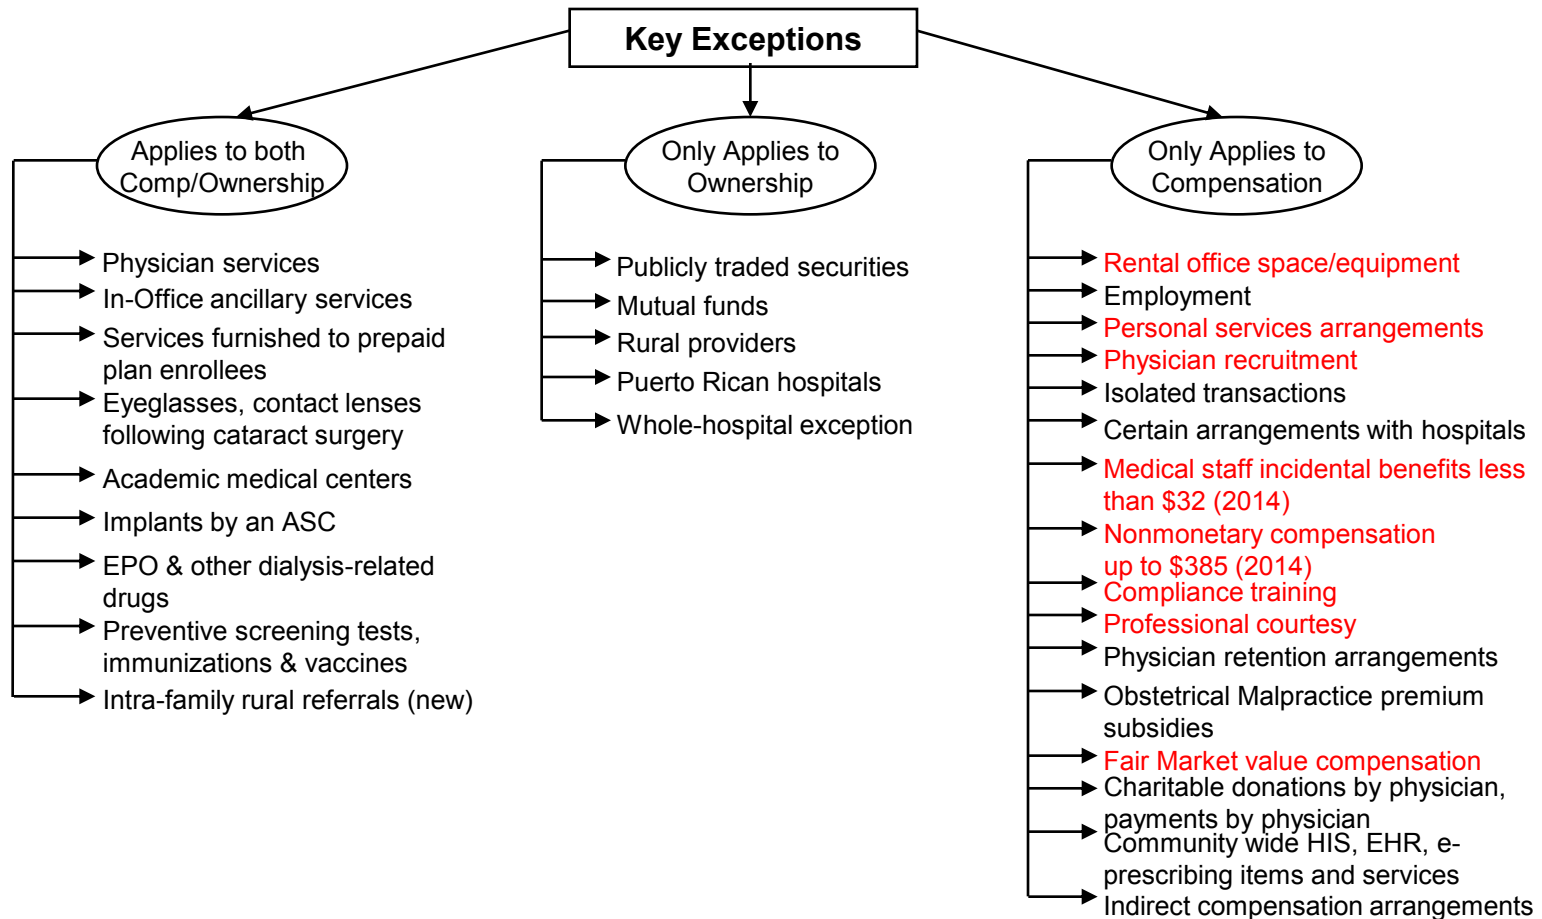 Key Exceptions
Applies to both
Comp/Ownership
Physician services
In-Office ancillary services
Services furnished to prepaid
plan enrollees
Eyeglasses, contact lenses
following cataract surgery
Academic medical centers
Implants by an ASC
EPO & other dialysis-related
drugs
Preventive screening tests,
immunizations & vaccines
Intra-family rural referrals (new)
Only Applies to
Ownership
Publicly traded securities
Mutual funds
Rural providers
Puerto Rican hospitals
Whole-hospital exception
Only Applies to
Compensation
Rental office space/equipment
Employment
Personal services arrangements
Physician recruitment
Isolated transactions
Certain arrangements with hospitals
Medical staff incidental benefits less
than $32 (2014)
Nonmonetary compensation
up to $385 (2014)
Compliance training
Professional courtesy
Physician retention arrangements
Obstetrical Malpractice premium
subsidies
Fair Market value compensation
Charitable donations by physician,
payments by physician
Community wide HIS, EHR, e-
prescribing items and services
Indirect compensation arrangements